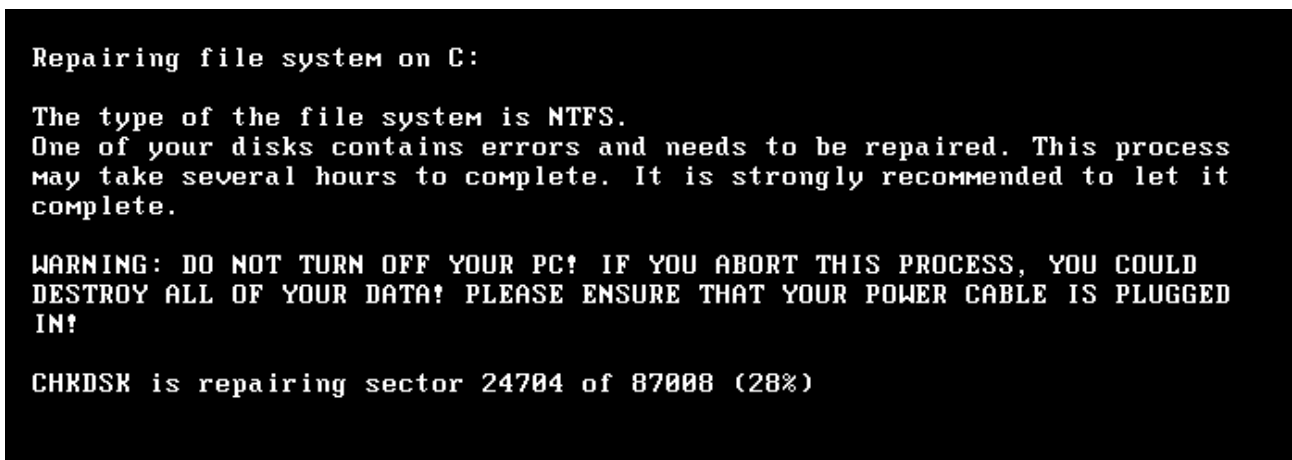 Repairing file system on C:
The type of the file system is NTFS.
One of your disks contains errors and needs to be repaired. This process
may take several hours to complete. It is strongly recommended to let it
complete.
WARNING: DO NOT TURN OFF YOUR PC! IF YOU ABORT THIS PROCESS, YOU COULD
DESTROY ALL OF YOUR DATA! PLEASE ENSURE THAT YOUR POWER CABLE IS PLUGGED
IN!
CHKDSK is repairing sector 24704 of 87008 (28%)